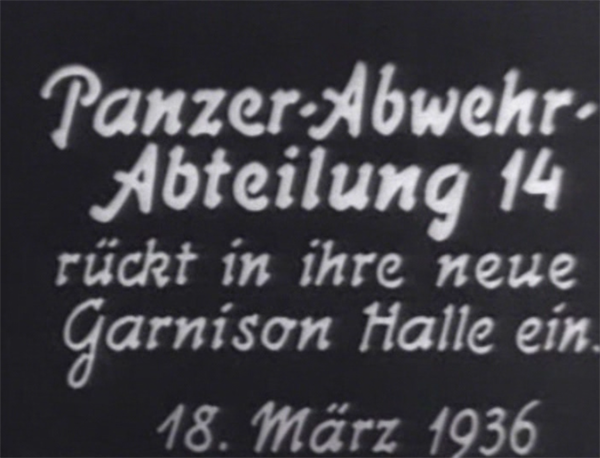 Panzer-Abwehr-
Abteilung 14
rückt in ihre neue
Garnison Halle ein.
18. März 1936